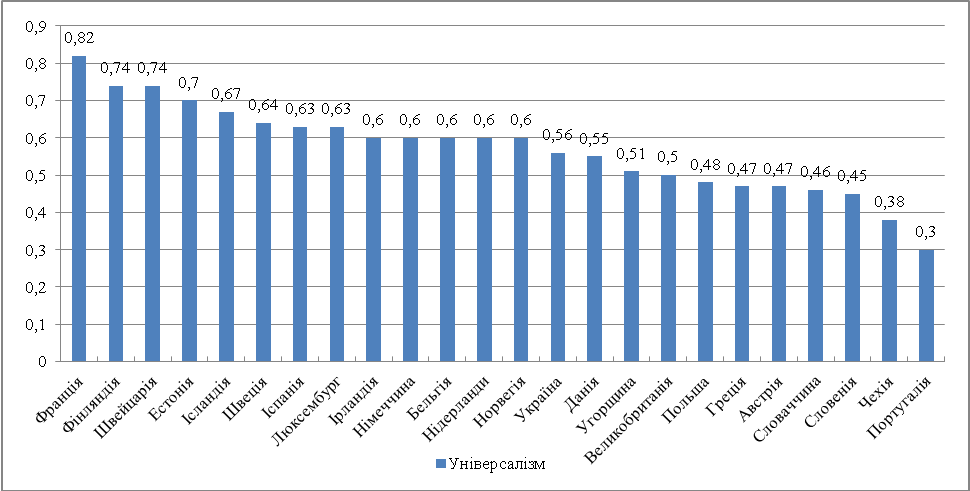 0,9
0,8
0,7
0,6
0,5
0,4
0,3
0,2
0,1
0
0,82
0,74
0,74
0,7
0,67
0,64
0,63
0,63
0,6
0,6
0,6
0,6
0,6
0,56
0,55
0,51
0,5
0,48
0,47
0,47
0,46
0,45
0,38
0,3
Франція
Фінляндія
Швейцарія
Естонія
Ісландія
Швеція
Іспанія
Люксембург
Ірландія
Німеччина
Бельгія
Нідерланди
Норвегія
Україна
Данія
Угорщина
Великобританія
Польща
Греція
Австрія
Словаччина
Словенія
Чехія
Португалія
Універсалізм